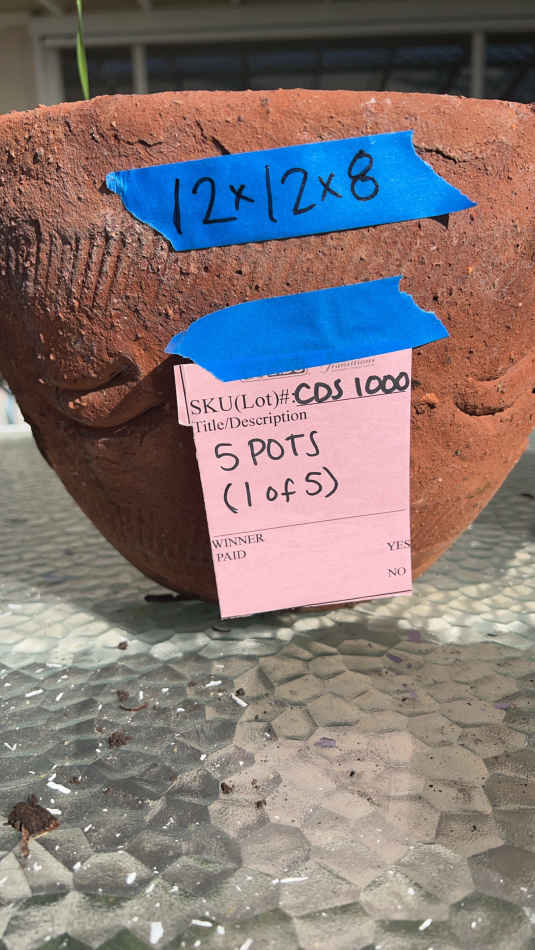 12x12x8
SKU(Lot)#: CDS 1000
Title/Description
5 POTS
(1 of 5)
WINNER
PAID YES
NO